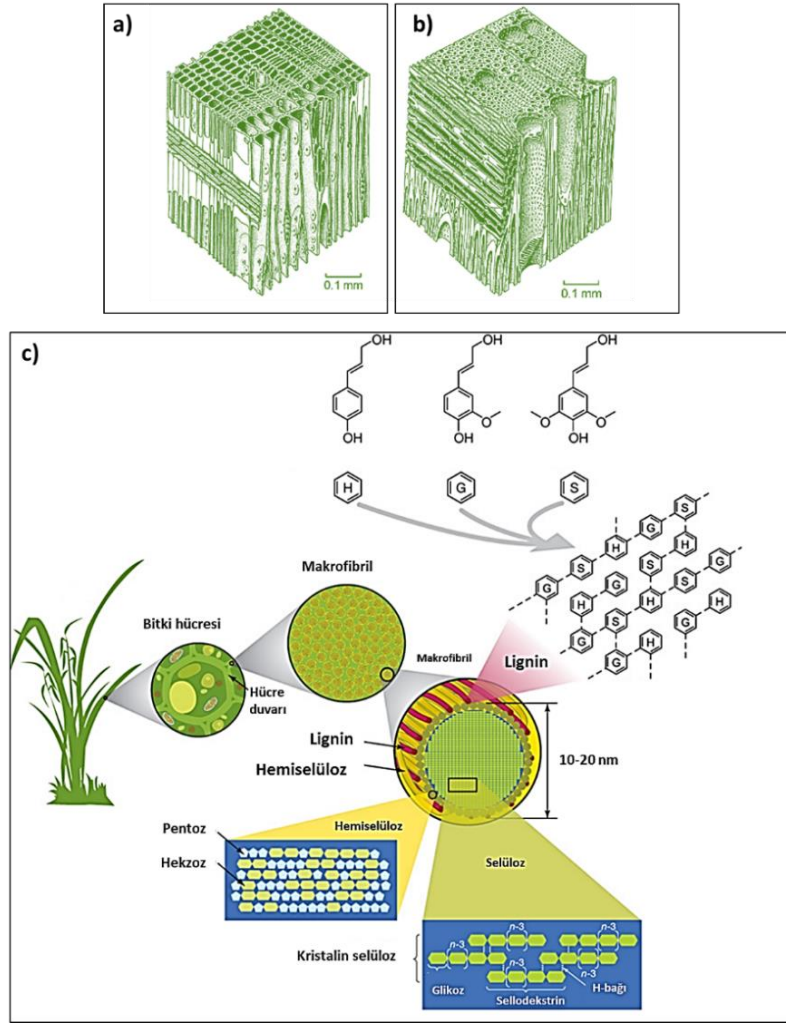 a)
b)
0.1 mm
0.1 mm
c)
OH
OH
OH
O
O
O
OH
OH
OH
H
G
S
S
G
H
H
S
S
G
G
S
H
G
H
S
H
G
S
H
G
H
Makrofibril
Bitki hücresi
Makrofibril
Lignin
Hücre
duvarı
Lignin
Hemiselüloz
10-20 nm
Pentoz
Hemiselüloz
Hekzoz
Selüloz
Kristalin selüloz
n-3
n-3
n-3
n-3
n-3
Glikoz
Sellodekstrin
H-bağı